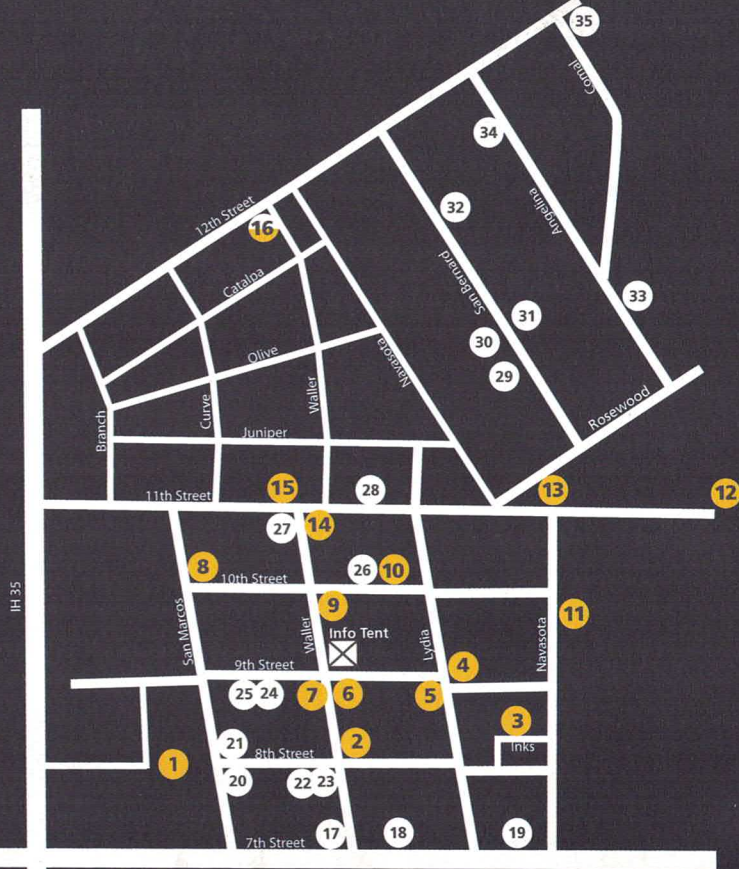 35
Comal
34
12th Street
32
Angelina
16
Catalpa
San Bernard
33
31
30
Olive
Navasota
29
Waller
Curve
Branch
Rosewood
Juniper
15
28
13
12
11th Street
27
14
8
26
10
10th Street
IH 35
9
11
San Marcos
Waller
Info Tent
Lydia
Navasota
9th Street
4
25
24
7
6
5
3
21
2
Inks
8th Street
1
20
22
23
17
18
19
7th Street